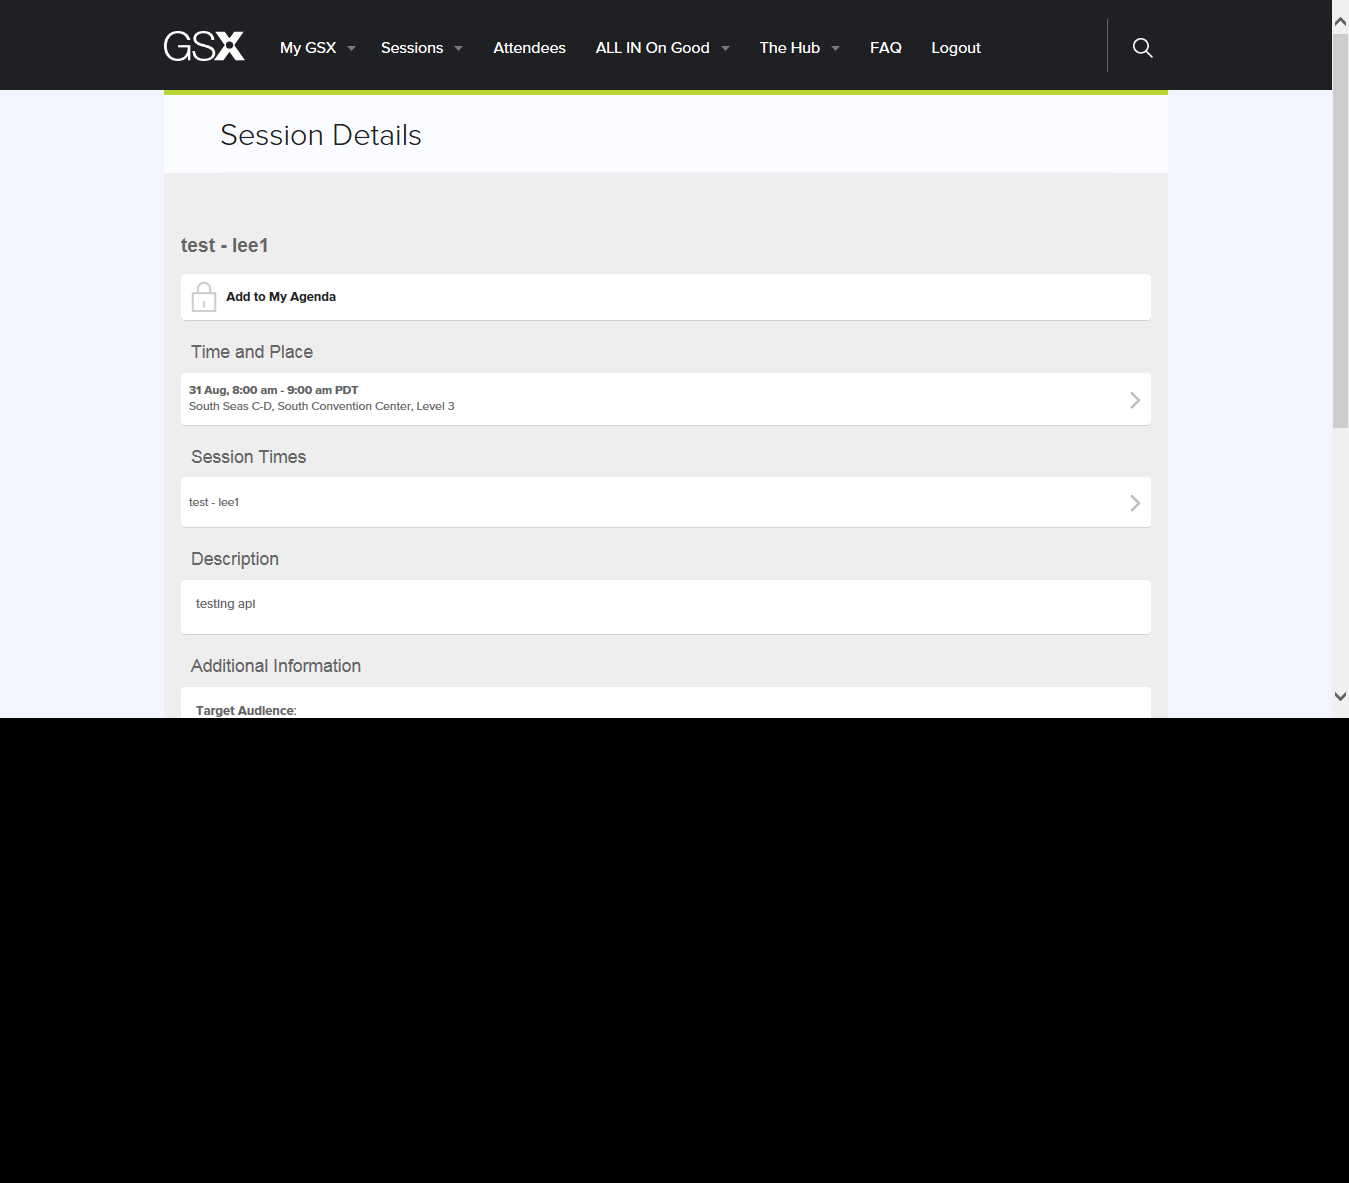 GSX My GSX Sessions Attendees ALL IN On Good The Hub FAQ Logout
Session Details
test - lee1
Add to My Agenda
Time and Place
31 Aug, 8:00 am - 9:00 am PDT
South Seas C-D, South Convention Center, Level 3
Session Times
test - lee1
Description
testing api
Additional Information
Target Audience: